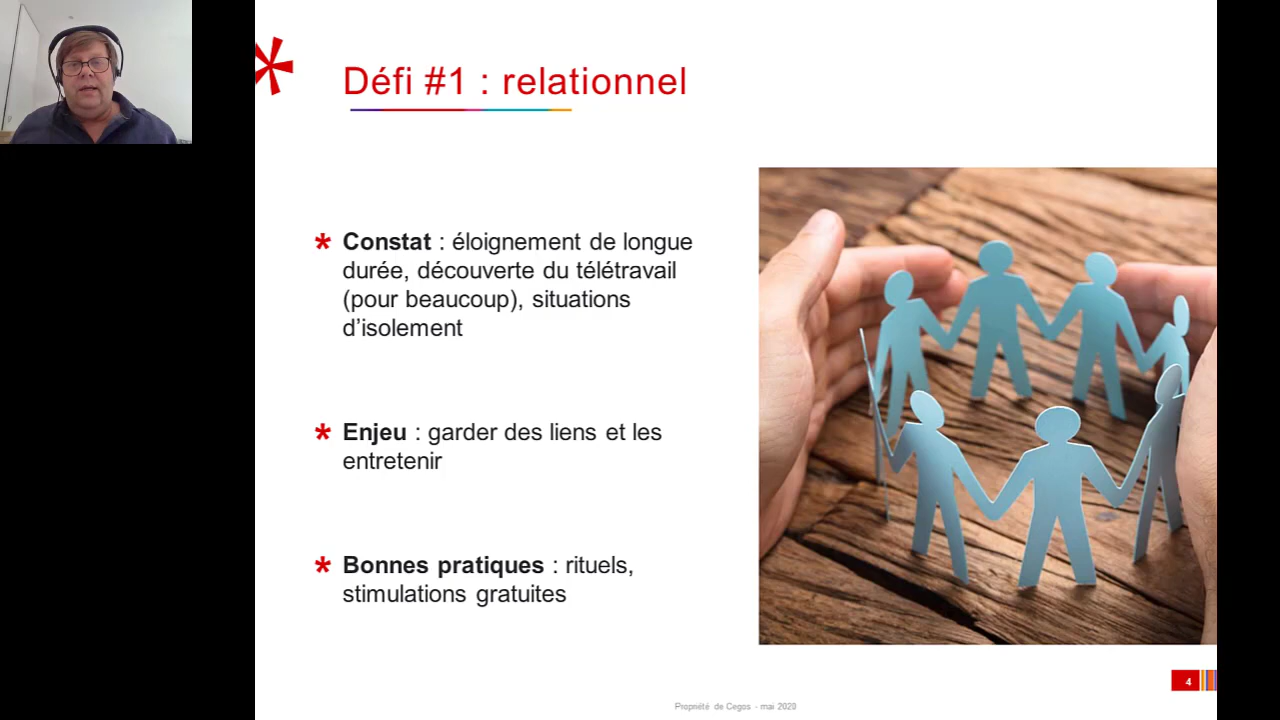 Défi #1 : relationnel
* Constat : éloignement de longue
durée, découverte du télétravail
(pour beaucoup), situations
d’isolement
* Enjeu : garder des liens et les
entretenir
* Bonnes pratiques : rituels,
stimulations gratuites
4
Propriété de Cegos - mai 2020